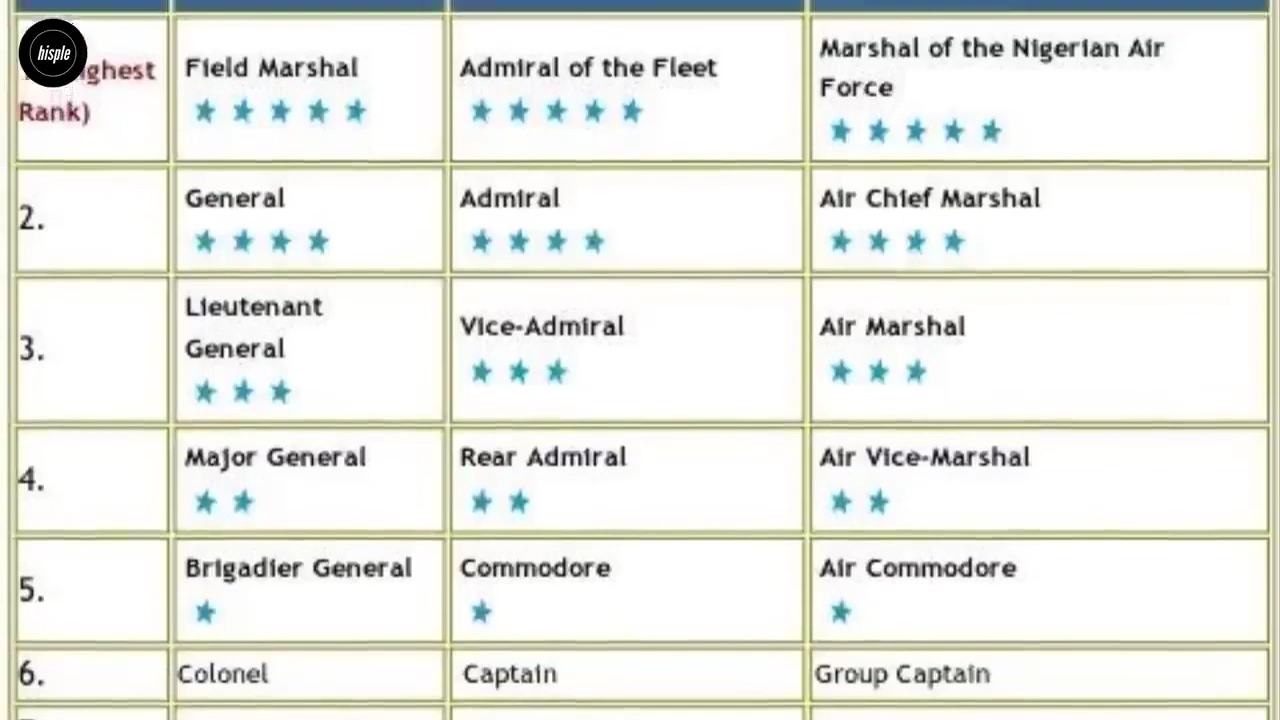 hisple
Rank)
Field Marshal
Admiral of the Fleet
Marshal of the Nigerian Air
Force
2.
General
Admiral
Air Chief Marshal
3.
Lieutenant
General
Vice-Admiral
Air Marshal
4.
Major General
Rear Admiral
Air Vice-Marshal
5.
Brigadier General
Commodore
Air Commodore
6.
Colonel
Captain
Group Captain